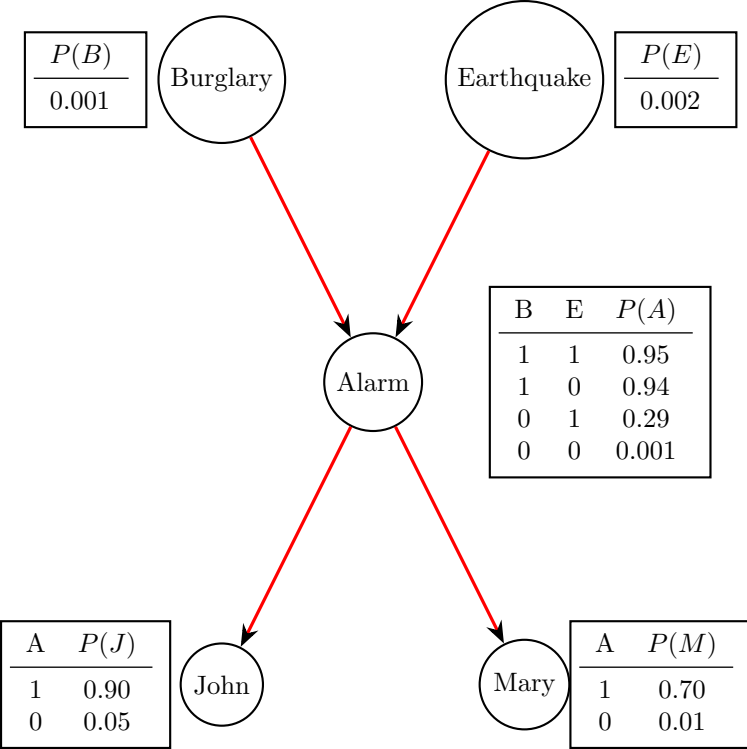 P(B)
0.001
Burglary
Earthquake
P(E)
0.002
B E P(A)
1 1 0.95
1 0 0.94
0 1 0.29
0 0 0.001
Alarm
A P(J)
1 0.90
0 0.05
John
Mary
A P(M)
1 0.70
0 0.01